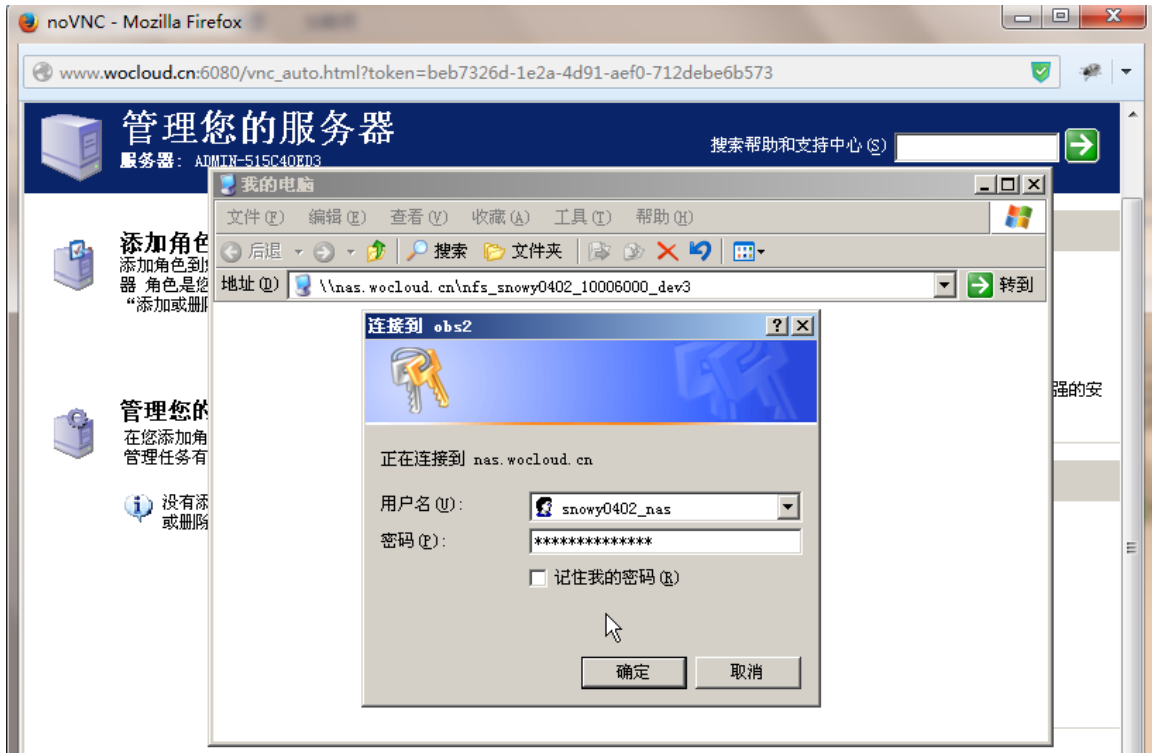 noVNC - Mozilla Firefox
www.wocloud.cn:6080/vnc_auto.html?token=beb7326d-1e2a-4d91-aef0-712debe6b573
管理您的服务器
服务器: ADMIN-515C40ED3
搜索帮助和支持中心(S)
我的电脑
文件(F) 编辑(E) 查看(V) 收藏(A) 工具(T) 帮助(H)
后退 搜索 文件夹
地址(D) \\nas.wocloud.cn\nfs_snowy0402_10006000_dev3 转到
添加角色
添加角色到
器 角色是您
“添加或删
连接到 obs2
正在连接到 nas.wocloud.cn
用户名(U): snowy0402_nas
密码(P): **************
记住我的密码(R)
确定 取消
管理您的
在您添加角
管理任务有
没有添
或删除
强的安